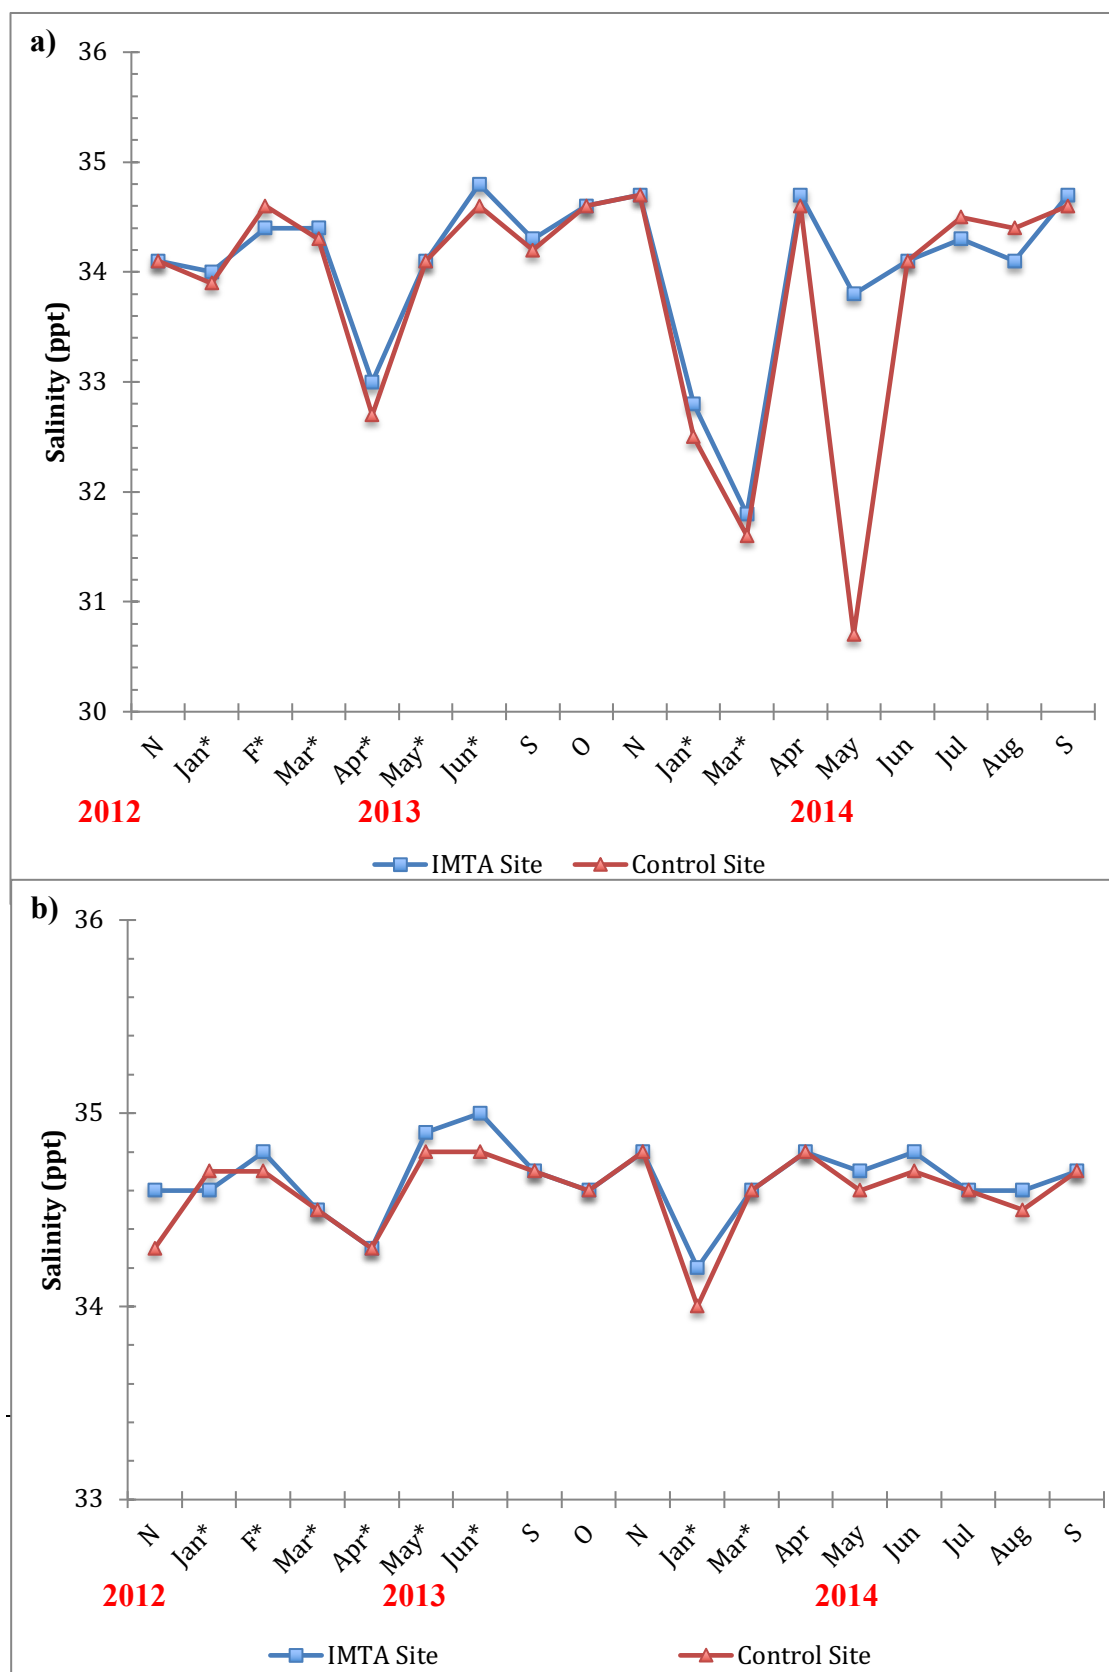 a)
36
35
34
33
32
31
30
Salinity (ppt)
N Jan* F* Mar* Apr* May* Jun* S O N Jan* Mar* Apr May Jun Jul Aug S
2012 2013 2014
IMTA Site Control Site
b)
36
35
34
33
Salinity (ppt)
N Jan* F* Mar* Apr* May* Jun* S O N Jan* Mar* Apr May Jun Jul Aug S
2012 2013 2014
IMTA Site Control Site